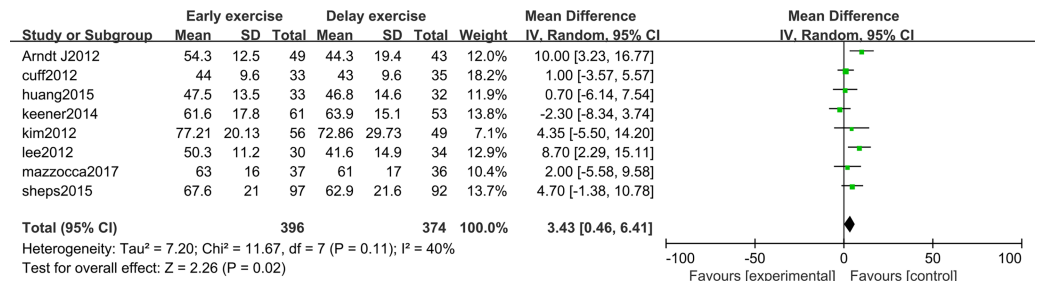 Early exercise Delay exercise Mean Difference Mean Difference
Study or Subgroup Mean SD Total Mean SD Total Weight IV, Random, 95% CI IV, Random, 95% CI
Arndt J2012 54.3 12.5 49 44.3 19.4 43 12.0% 10.00 [3.23, 16.77]
cuff2012 44 9.6 33 43 9.6 35 18.2% 1.00 [-3.57, 5.57]
huang2015 47.5 13.5 33 46.8 14.6 32 11.9% 0.70 [-6.14, 7.54]
keener2014 61.6 17.8 61 63.9 15.1 53 13.8% -2.30 [-8.34, 3.74]
kim2012 77.21 20.13 56 72.86 29.73 49 7.1% 4.35 [-5.50, 14.20]
lee2012 50.3 11.2 30 41.6 14.9 34 12.9% 8.70 [2.29, 15.11]
mazzocca2017 63 16 37 61 17 36 10.4% 2.00 [-5.58, 9.58]
sheps2015 67.6 21 97 62.9 21.6 92 13.7% 4.70 [-1.38, 10.78]
Total (95% CI) 396 374 100.0% 3.43 [0.46, 6.41]
Heterogeneity: Tau² = 7.20; Chi² = 11.67, df = 7 (P = 0.11); I² = 40%
Test for overall effect: Z = 2.26 (P = 0.02)
-100 -50 0 50 100
Favours [experimental] Favours [control]